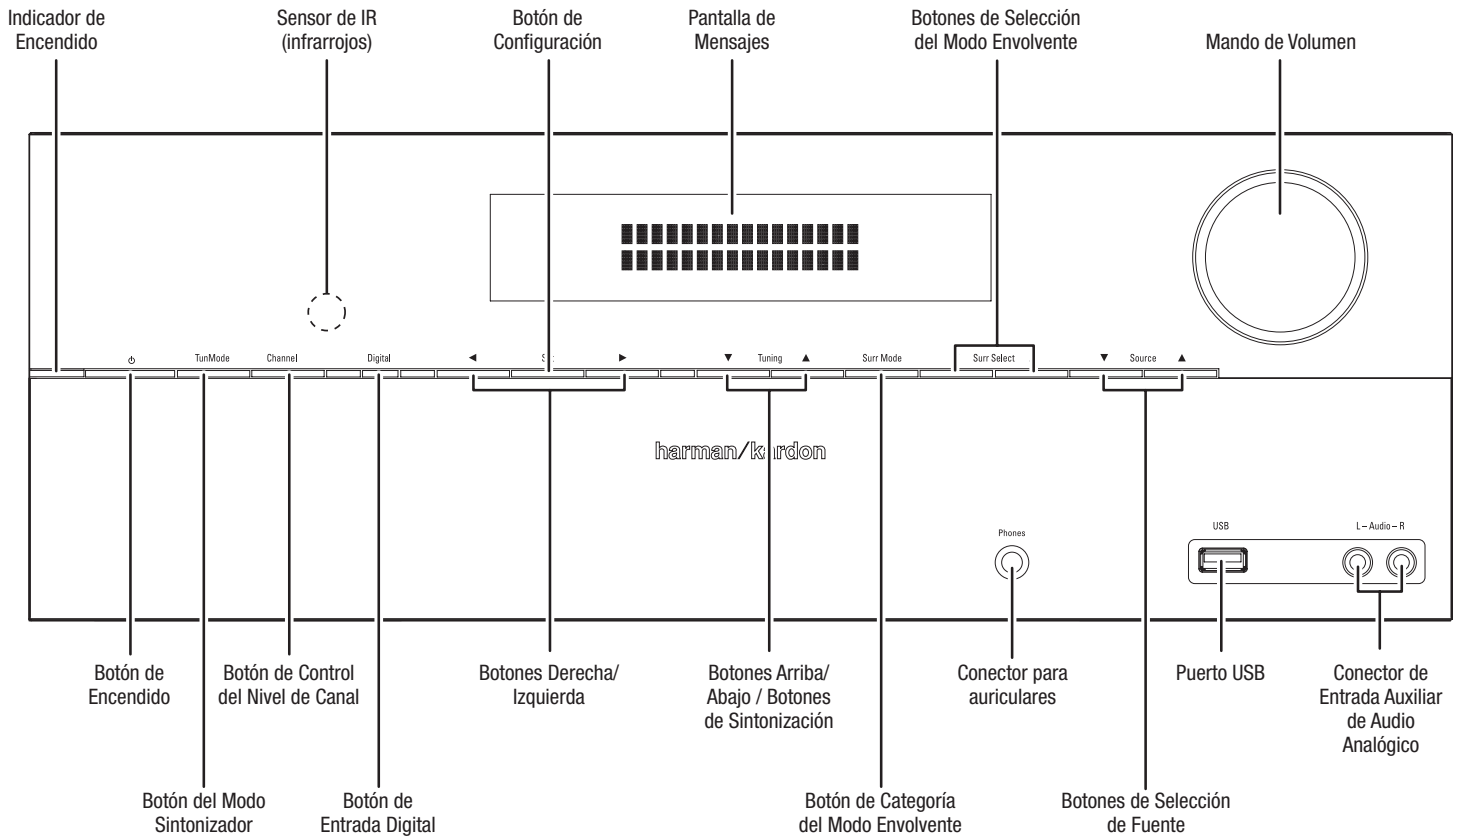 Indicador de
Encendido
Sensor de IR
(infrarrojos)
Botón de
Configuración
Pantalla de
Mensajes
Botones de Selección
del Modo Envolvente
Mando de Volumen
TunMode
Channel
Digital
Tuning
Surr Mode
Surr Select
Source
harman/kardon
Phones
USB
L – Audio – R
Botón de
Encendido
Botón de Control
del Nivel de Canal
Botones Derecha/
Izquierda
Botones Arriba/
Abajo / Botones
de Sintonización
Conector para
auriculares
Puerto USB
Conector de
Entrada Auxiliar
de Audio
Analógico
Botón del Modo
Sintonizador
Botón de
Entrada Digital
Botón de Categoría
del Modo Envolvente
Botones de Selección
de Fuente